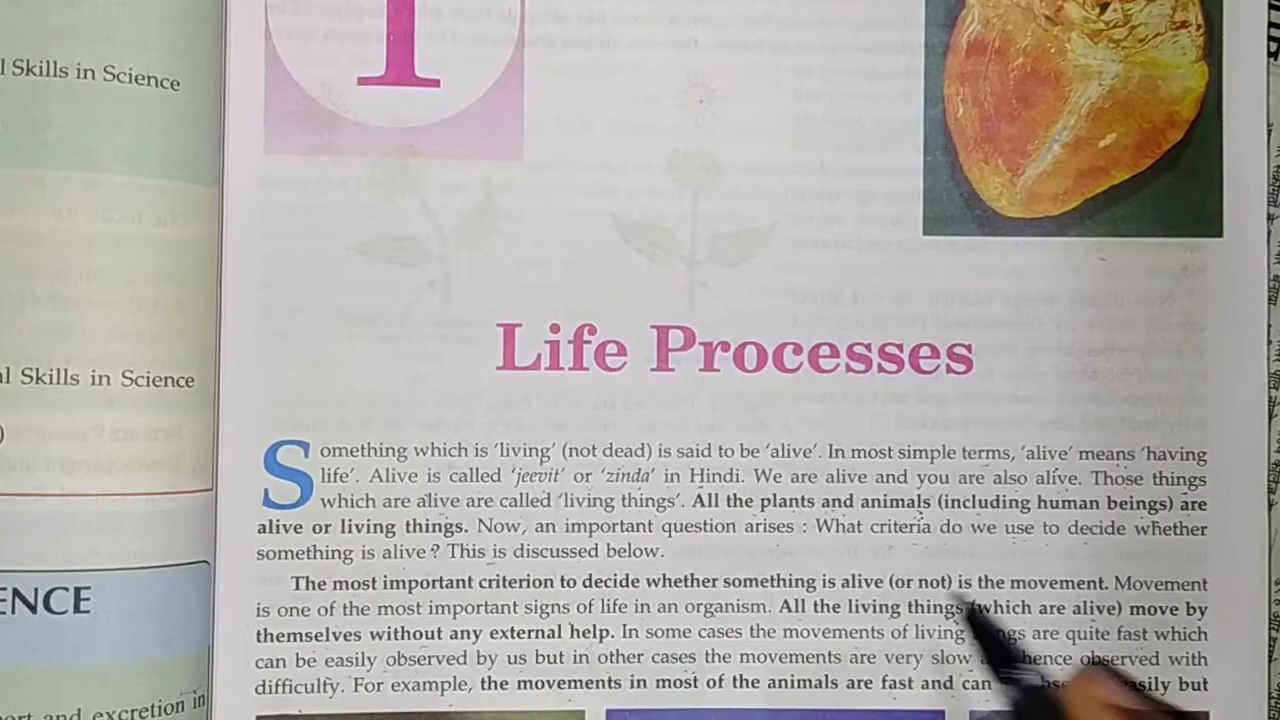 l Skills in Science
al Skills in Science
)
ENCE
ort and excretion in
1
Life Processes
Something which is ‘living’ (not dead) is said to be ‘alive’. In most simple terms, ‘alive’ means ‘having
life’. Alive is called ‘jeevit’ or ‘zinda’ in Hindi. We are alive and you are also alive. Those things
which are alive are called ‘living things’. All the plants and animals (including human beings) are
alive or living things. Now, an important question arises : What criteria do we use to decide whether
something is alive ? This is discussed below.
The most important criterion to decide whether something is alive (or not) is the movement. Movement
is one of the most important signs of life in an organism. All the living things (which are alive) move by
themselves without any external help. In some cases the movements of living are quite fast which
can be easily observed by us but in other cases the movements are very slow hence observed with
difficulty. For example, the movements in most of the animals are fast and can easily but